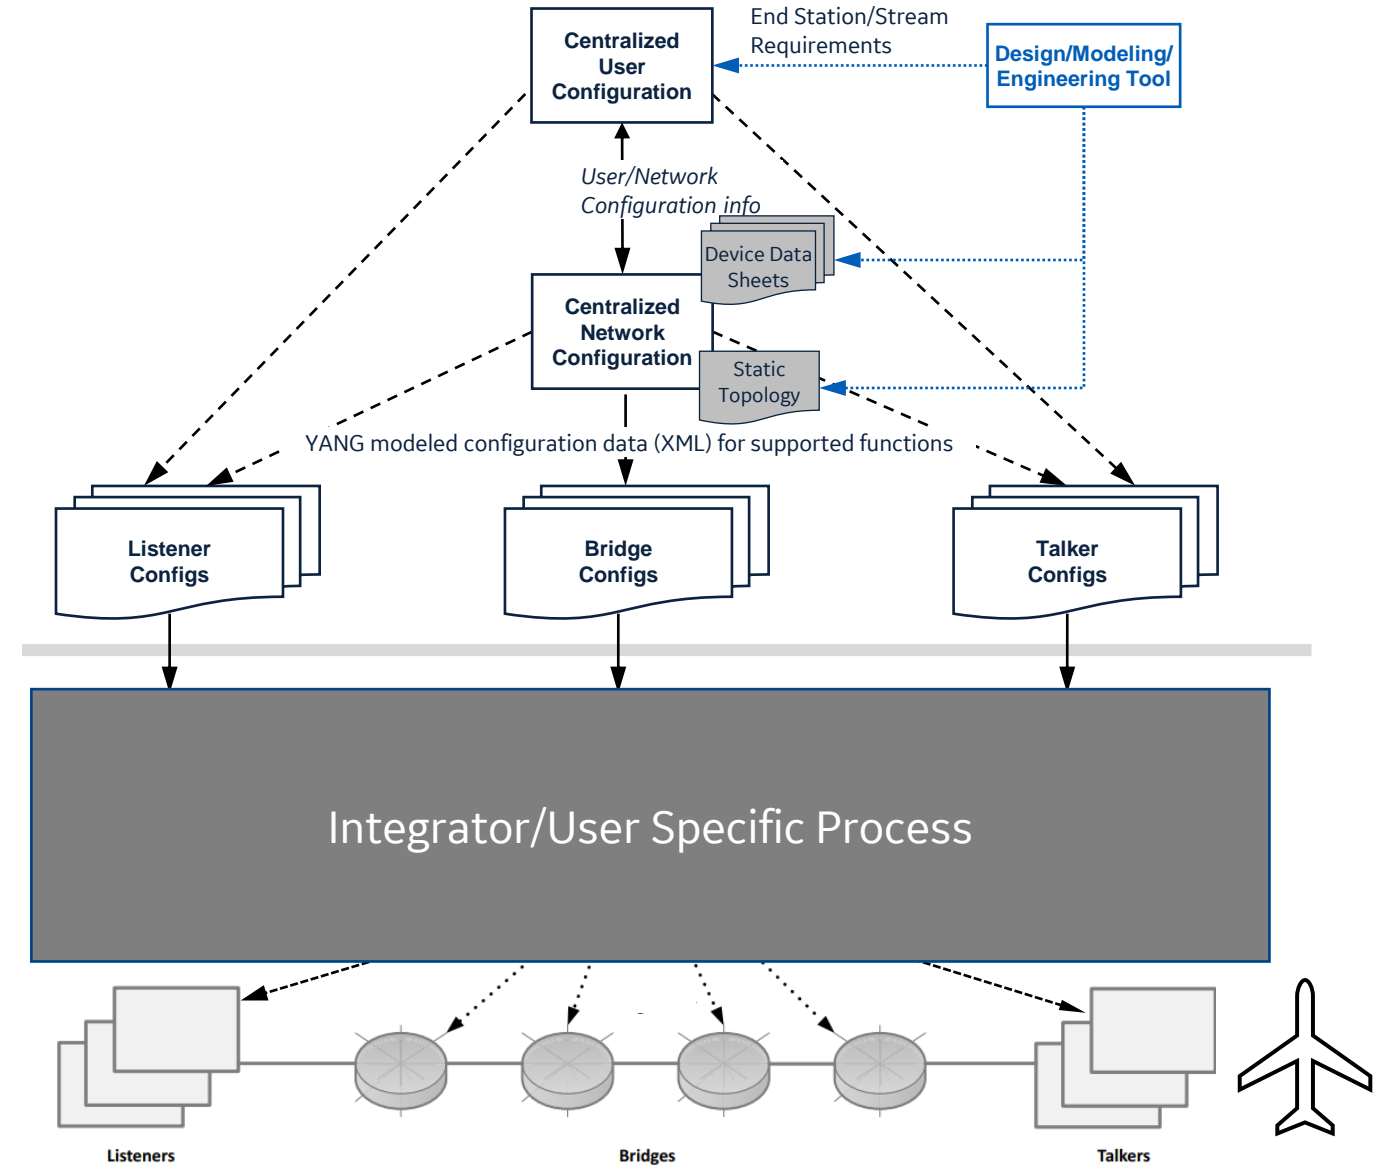 End Station/Stream
Requirements
Centralized
User
Configuration
Design/Modeling/
Engineering Tool
User/Network
Configuration info
Device Data
Sheets
Centralized
Network
Configuration
Static
Topology
YANG modeled configuration data (XML) for supported functions
Listener
Configs
Bridge
Configs
Talker
Configs
Integrator/User Specific Process
Listeners
Bridges
Talkers